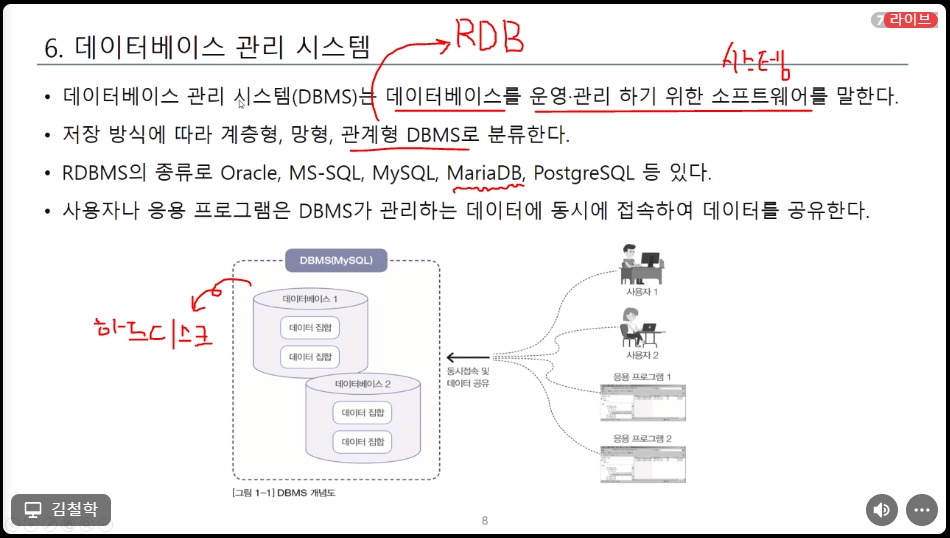 7 라이브
6. 데이터베이스 관리 시스템
RDB
시스템
• 데이터베이스 관리 시스템(DBMS)는 데이터베이스를 운영·관리 하기 위한 소프트웨어를 말한다.
• 저장 방식에 따라 계층형, 망형, 관계형 DBMS로 분류한다.
• RDBMS의 종류로 Oracle, MS-SQL, MySQL, MariaDB, PostgreSQL 등 있다.
• 사용자나 응용 프로그램은 DBMS가 관리하는 데이터에 동시에 접속하여 데이터를 공유한다.
DBMS(MySQL)
데이터베이스 1
데이터 집합
데이터 집합
하드디스크
데이터베이스 2
데이터 집합
데이터 집합
동시접속 및
데이터 공유
사용자 1
사용자 2
응용 프로그램 1
응용 프로그램 2
[그림 1-1] DBMS 개념도
김철학
8